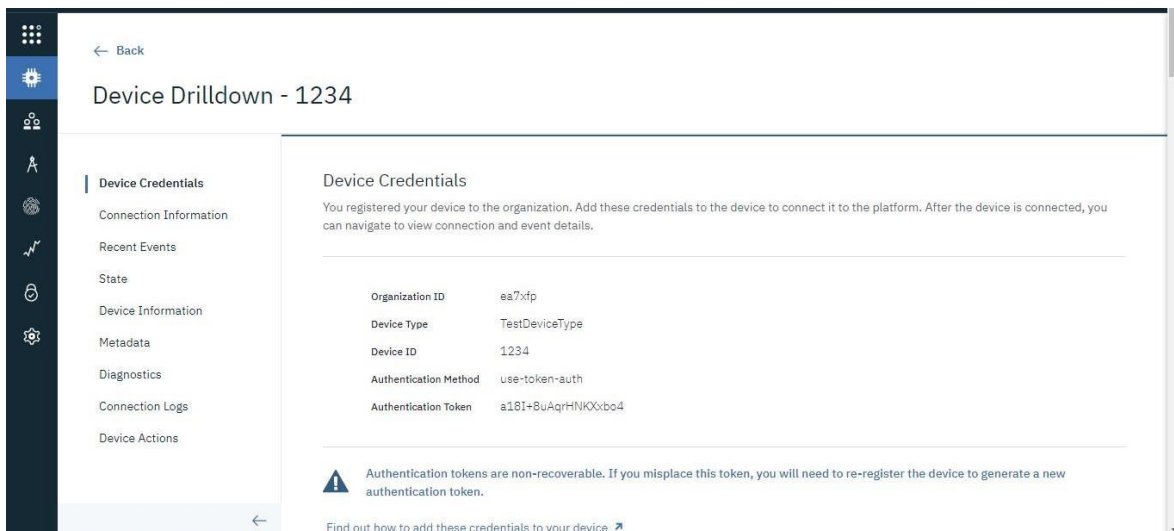 ← Back
Device Drilldown - 1234
Device Credentials
Connection Information
Recent Events
State
Device Information
Metadata
Diagnostics
Connection Logs
Device Actions
Device Credentials
You registered your device to the organization. Add these credentials to the device to connect it to the platform. After the device is connected, you
can navigate to view connection and event details.
Organization ID ea7xfp
Device Type TestDeviceType
Device ID 1234
Authentication Method use-token-auth
Authentication Token a18I+8uAqrHNKXxbo4
Authentication tokens are non-recoverable. If you misplace this token, you will need to re-register the device to generate a new
authentication token.
Find out how to add these credentials to your device